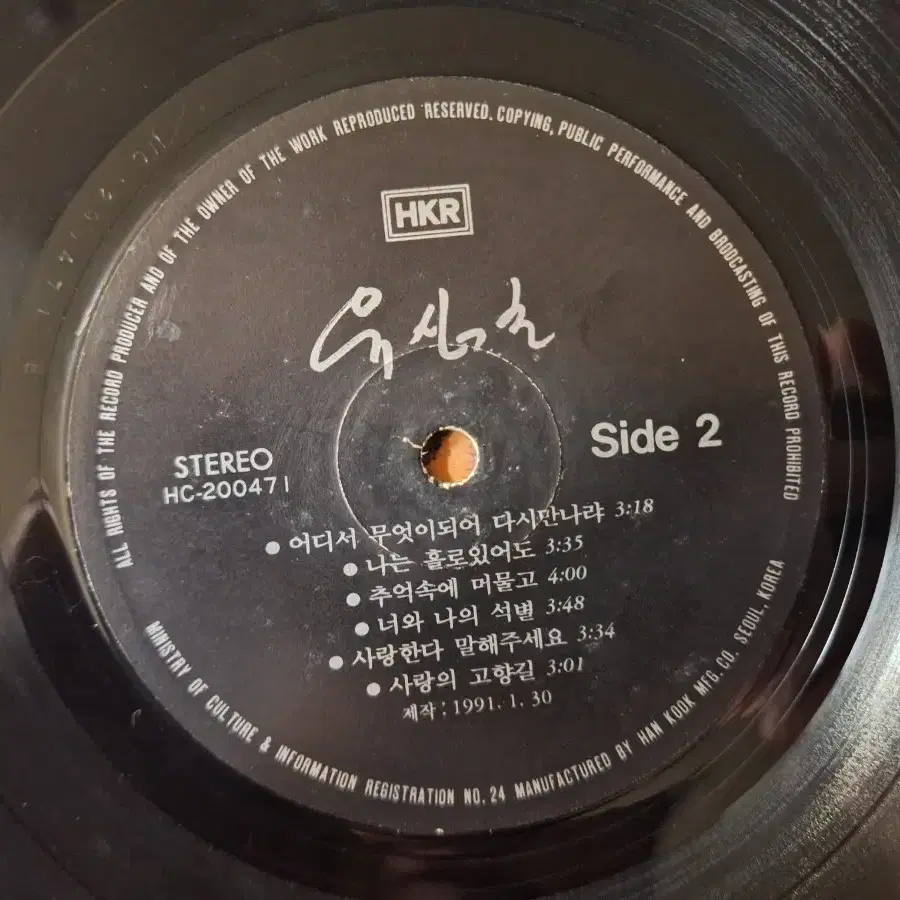 ALL RIGHTS OF THE RECORD PRODUCER AND OF THE OWNER OF THE WORK REPRODUCED RESERVED. COPYING, PUBLIC PERFORMANCE AND BRODCASTING OF THIS RECORD PROHIBITED
HKR
유심초
STEREO
HC-200471
Side 2
● 어디서 무엇이되어 다시만나랴 3:18
● 나는 홀로있어도 3:35
● 추억속에 머물고 4:00
● 너와 나의 석별 3:48
● 사랑한다 말해주세요 3:34
● 사랑의 고향길 3:01
제작 : 1991. 1. 30
MINISTRY OF CULTURE & INFORMATION REGISTRATION NO. 24 MANUFACTURED BY HAN KOOK MFG. CO. SEOUL, KOREA